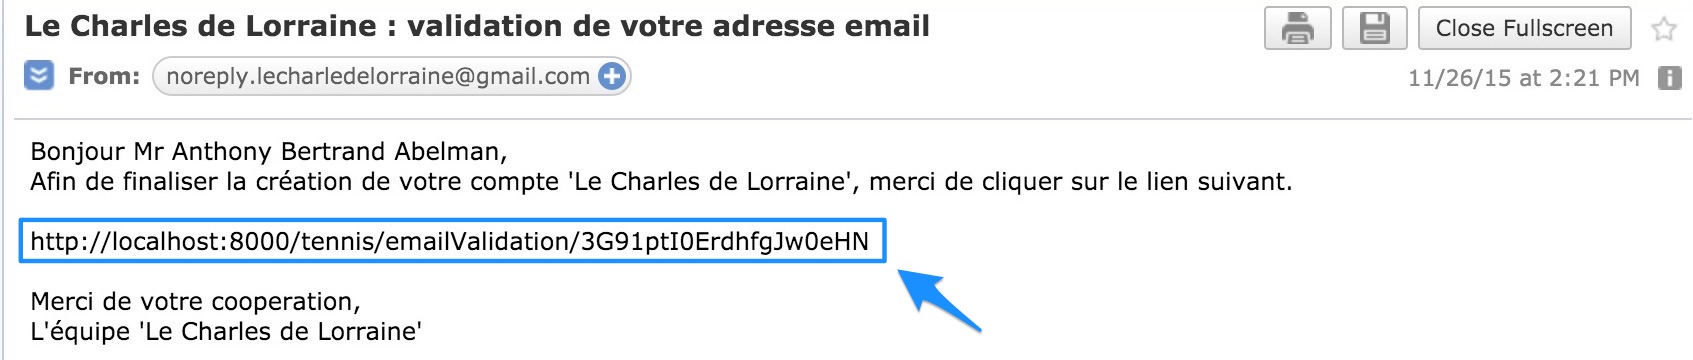 Le Charles de Lorraine : validation de votre adresse email
Close Fullscreen
From: noreply.lecharledelorraine@gmail.com
11/26/15 at 2:21 PM
Bonjour Mr Anthony Bertrand Abelman,
Afin de finaliser la création de votre compte 'Le Charles de Lorraine', merci de cliquer sur le lien suivant.
http://localhost:8000/tennis/emailValidation/3G91ptI0ErdhfgJw0eHN
Merci de votre cooperation,
L'équipe 'Le Charles de Lorraine'